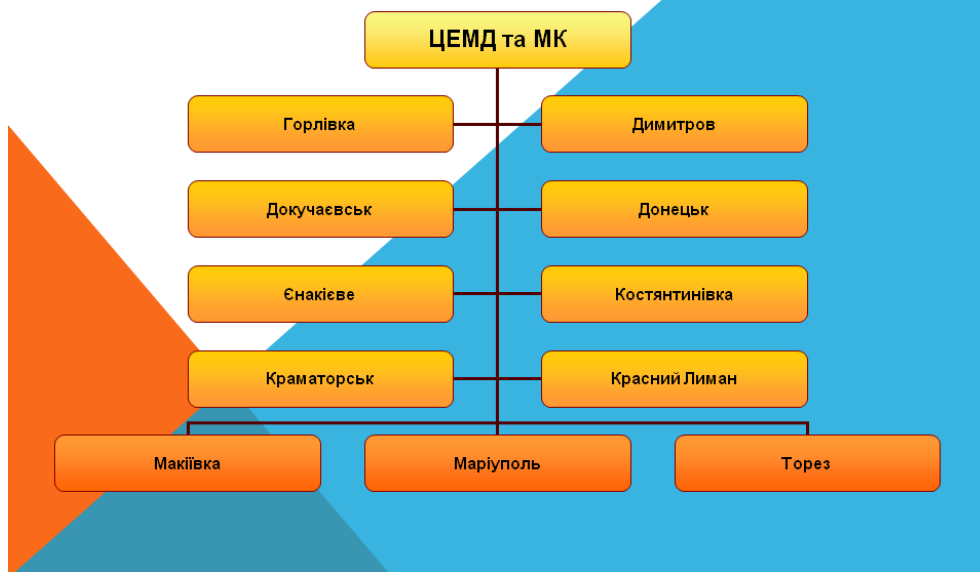 ЦЕМД та МК
Горлівка
Димитров
Докучаєвськ
Донецьк
Єнакієве
Костянтинівка
Краматорськ
Красний Лиман
Макіївка
Маріуполь
Торез